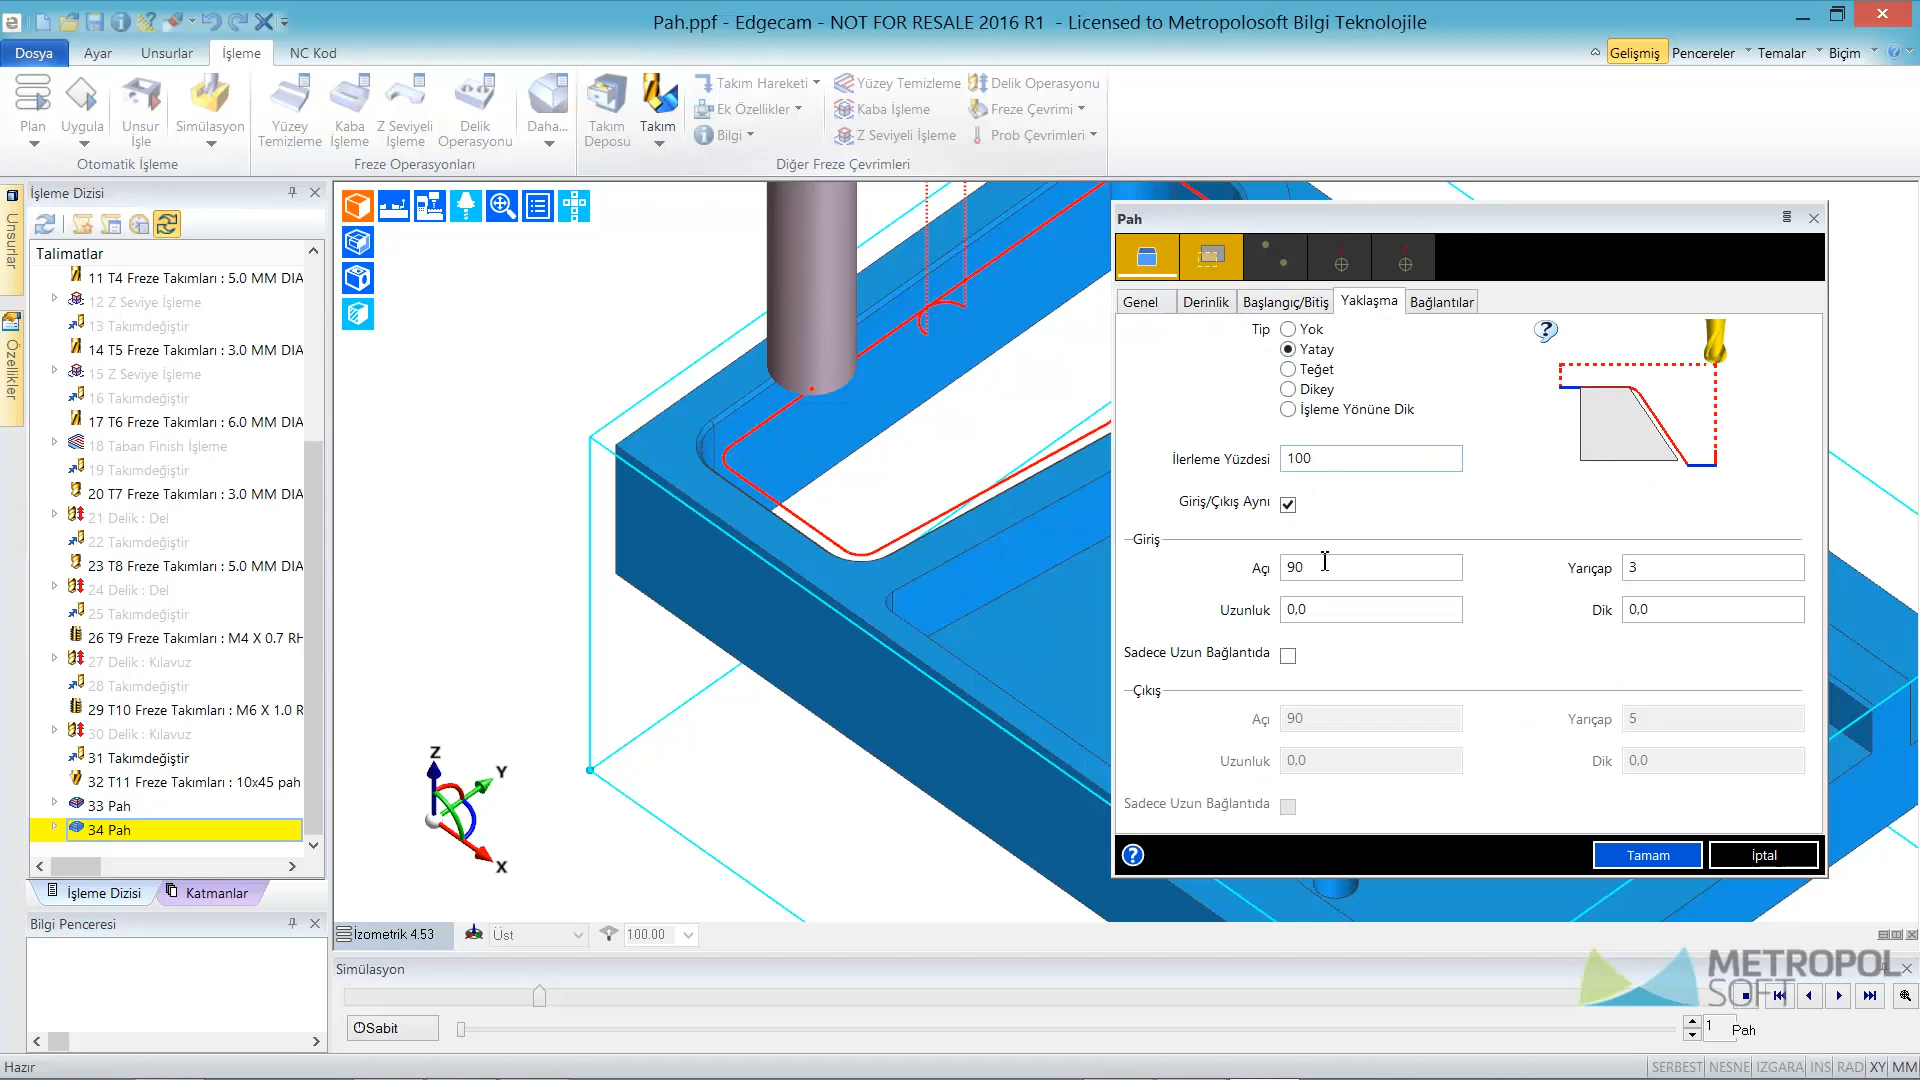 Pah.ppf - Edgecam - NOT FOR RESALE 2016 R1 - Licensed to Metropolosoft Bilgi Teknolojile
Dosya
Ayar
Unsurlar
İşleme
NC Kod
Gelişmiş
Pencereler
Temalar
Biçim
Plan
Uygula
Unsur İşle
Simülasyon
Yüzey Temizleme
Kaba İşleme
Z Seviyeli İşleme
Delik Operasyonu
Daha...
Takım Deposu
Takım
Takım Hareketi
Ek Özellikler
Bilgi
Yüzey Temizleme
Kaba İşleme
Z Seviyeli İşleme
Delik Operasyonu
Freze Çevrimi
Prob Çevrimleri
Otomatik İşleme
Freze Operasyonları
Diğer Freze Çevrimleri
Unsurlar
Özellikler
İşleme Dizisi
Talimatlar
11 T4 Freze Takımları : 5.0 MM DIA
12 Z Seviye İşleme
13 Takımdeğiştir
14 T5 Freze Takımları : 3.0 MM DIA
15 Z Seviye İşleme
16 Takımdeğiştir
17 T6 Freze Takımları : 6.0 MM DIA
18 Taban Finish İşleme
19 Takımdeğiştir
20 T7 Freze Takımları : 3.0 MM DIA
21 Delik : Del
22 Takımdeğiştir
23 T8 Freze Takımları : 5.0 MM DIA
24 Delik : Del
25 Takımdeğiştir
26 T9 Freze Takımları : M4 X 0.7 RH
27 Delik : Kılavuz
28 Takımdeğiştir
29 T10 Freze Takımları : M6 X 1.0 R
30 Delik : Kılavuz
31 Takımdeğiştir
32 T11 Freze Takımları : 10x45 pah
33 Pah
34 Pah
İşleme Dizisi
Katmanlar
Bilgi Penceresi
Z
Y
X
Pah
Genel
Derinlik
Başlangıç/Bitiş
Yaklaşma
Bağlantılar
Tip
Yok
Yatay
Teğet
Dikey
İşleme Yönüne Dik
İlerleme Yüzdesi
100
Giriş/Çıkış Aynı
Giriş
Açı
90
Yarıçap
3
Uzunluk
0,0
Dik
0,0
Sadece Uzun Bağlantıda
Çıkış
Açı
90
Yarıçap
5
Uzunluk
0,0
Dik
0,0
Sadece Uzun Bağlantıda
Tamam
İptal
İzometrik 4.53
Üst
100.00
Simülasyon
METROPOL
SOFT
Sabit
1
Pah
Hazır
SERBEST
NESNE
IZGARA
INS
RAD
XY
MM